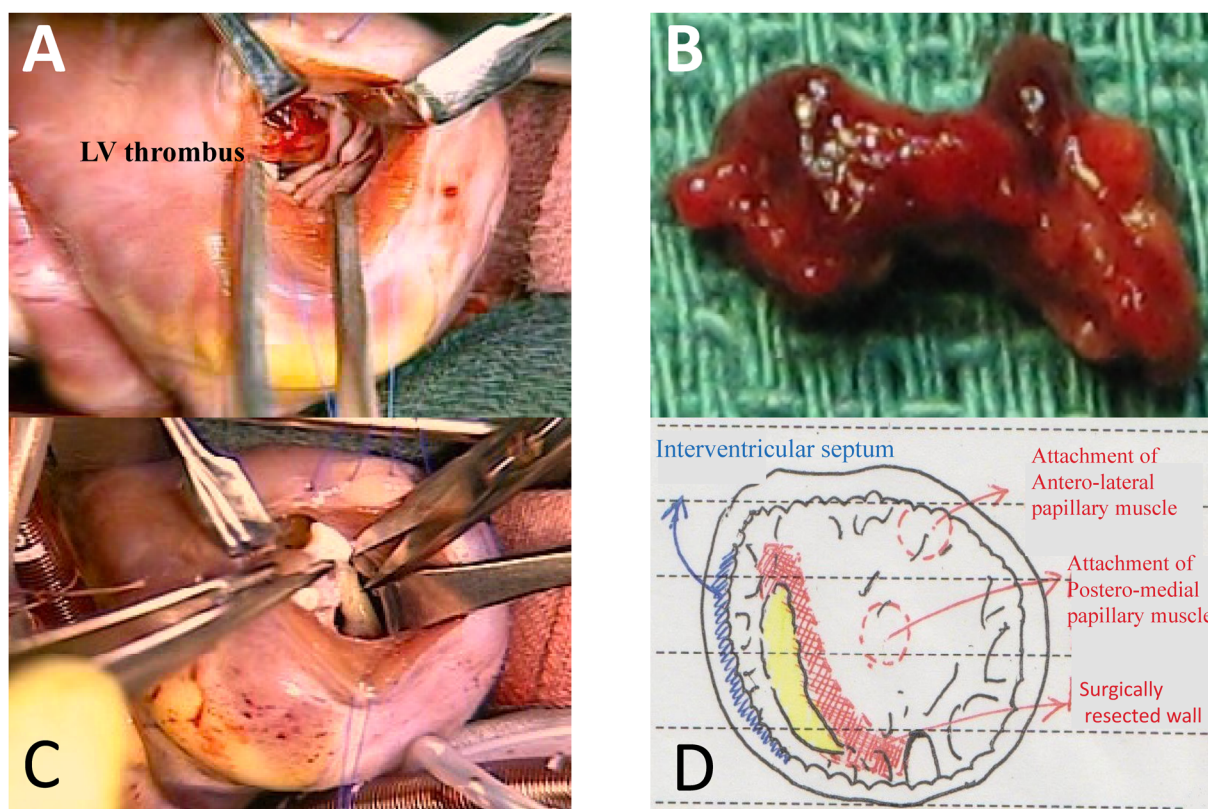 A
LV thrombus
B
C
Interventricular septum
Attachment of
Antero-lateral
papillary muscle
Attachment of
Postero-medial
papillary muscle
Surgically
resected wall
D